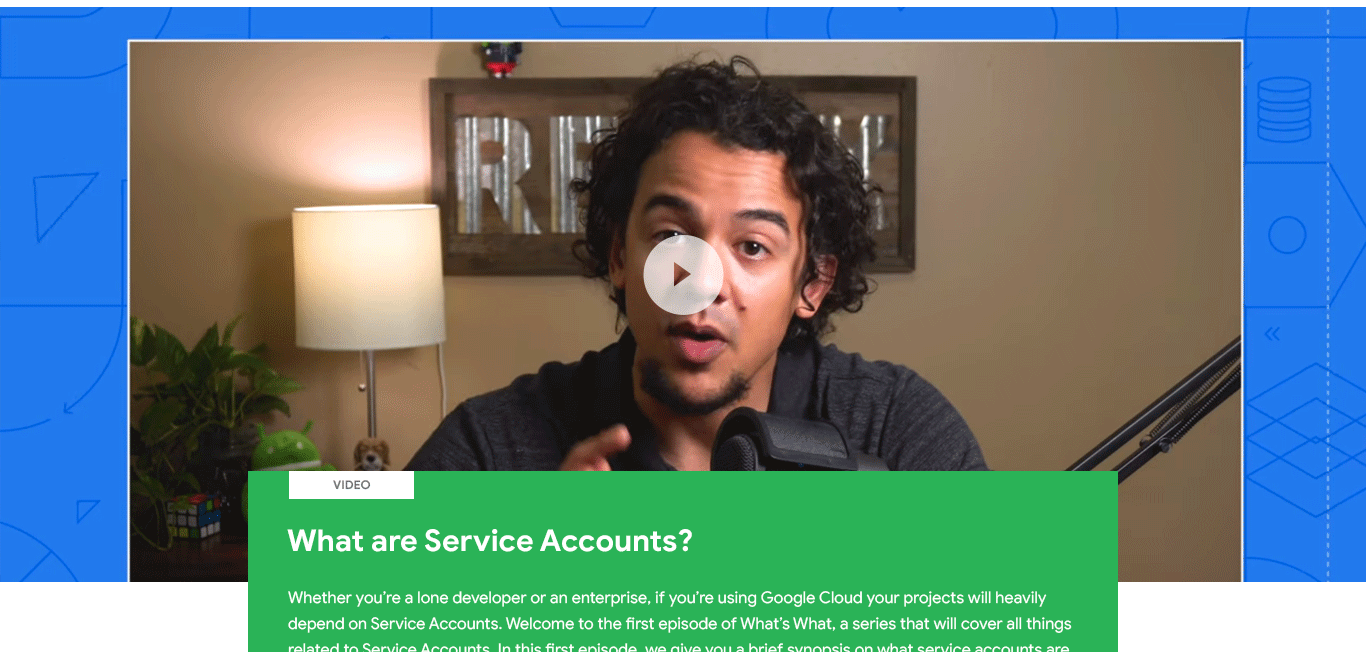 VIDEO
What are Service Accounts?
Whether you’re a lone developer or an enterprise, if you’re using Google Cloud your projects will heavily
depend on Service Accounts. Welcome to the first episode of What’s What, a series that will cover all things
related to Service Accounts. In this first episode, we give you a brief synopsis on what service accounts are